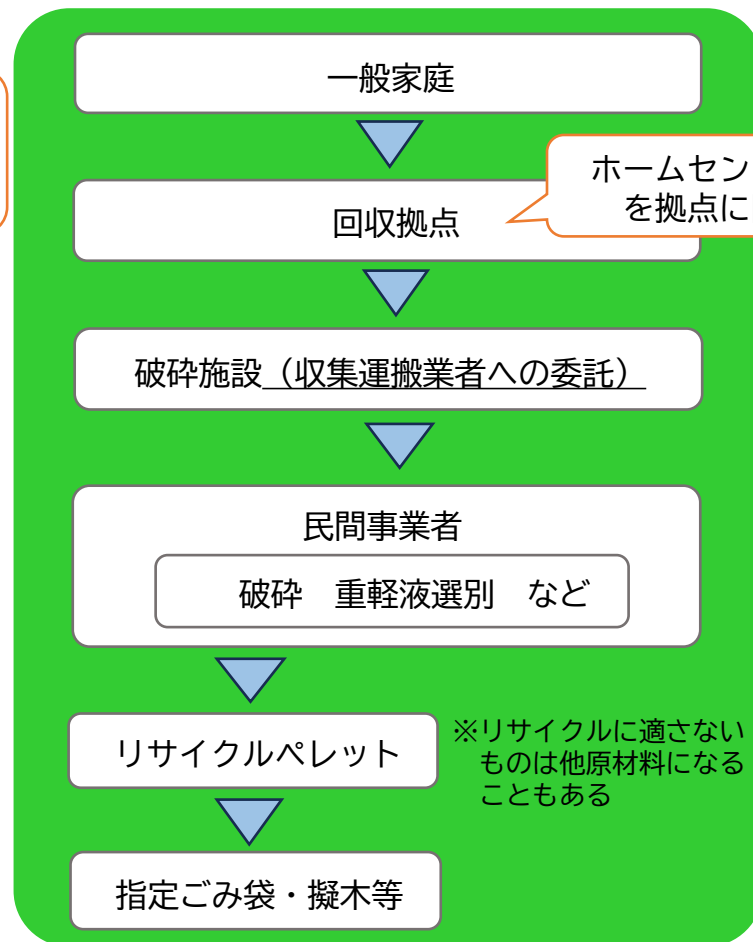 一般家庭
ホームセン
を拠点に
回収拠点
破砕施設（収集運搬業者への委託）
民間事業者
破砕　重軽液選別　など
リサイクルペレット
※リサイクルに適さない
ものは他原材料になる
こともある
指定ごみ袋・擬木等